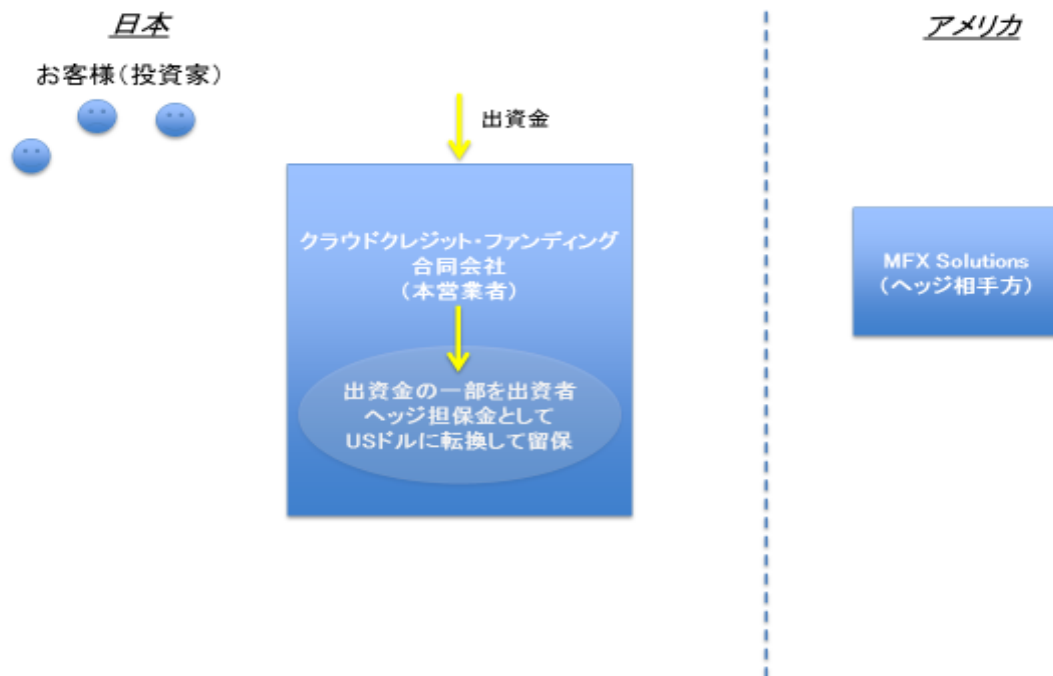 日本
アメリカ
お客様（投資家）
出資金
クラウドクレジット・ファンディング
合同会社
（本営業者）
MFX Solutions
（ヘッジ相手方）
出資金の一部を出資者
ヘッジ担保金として
USドルに転換して留保